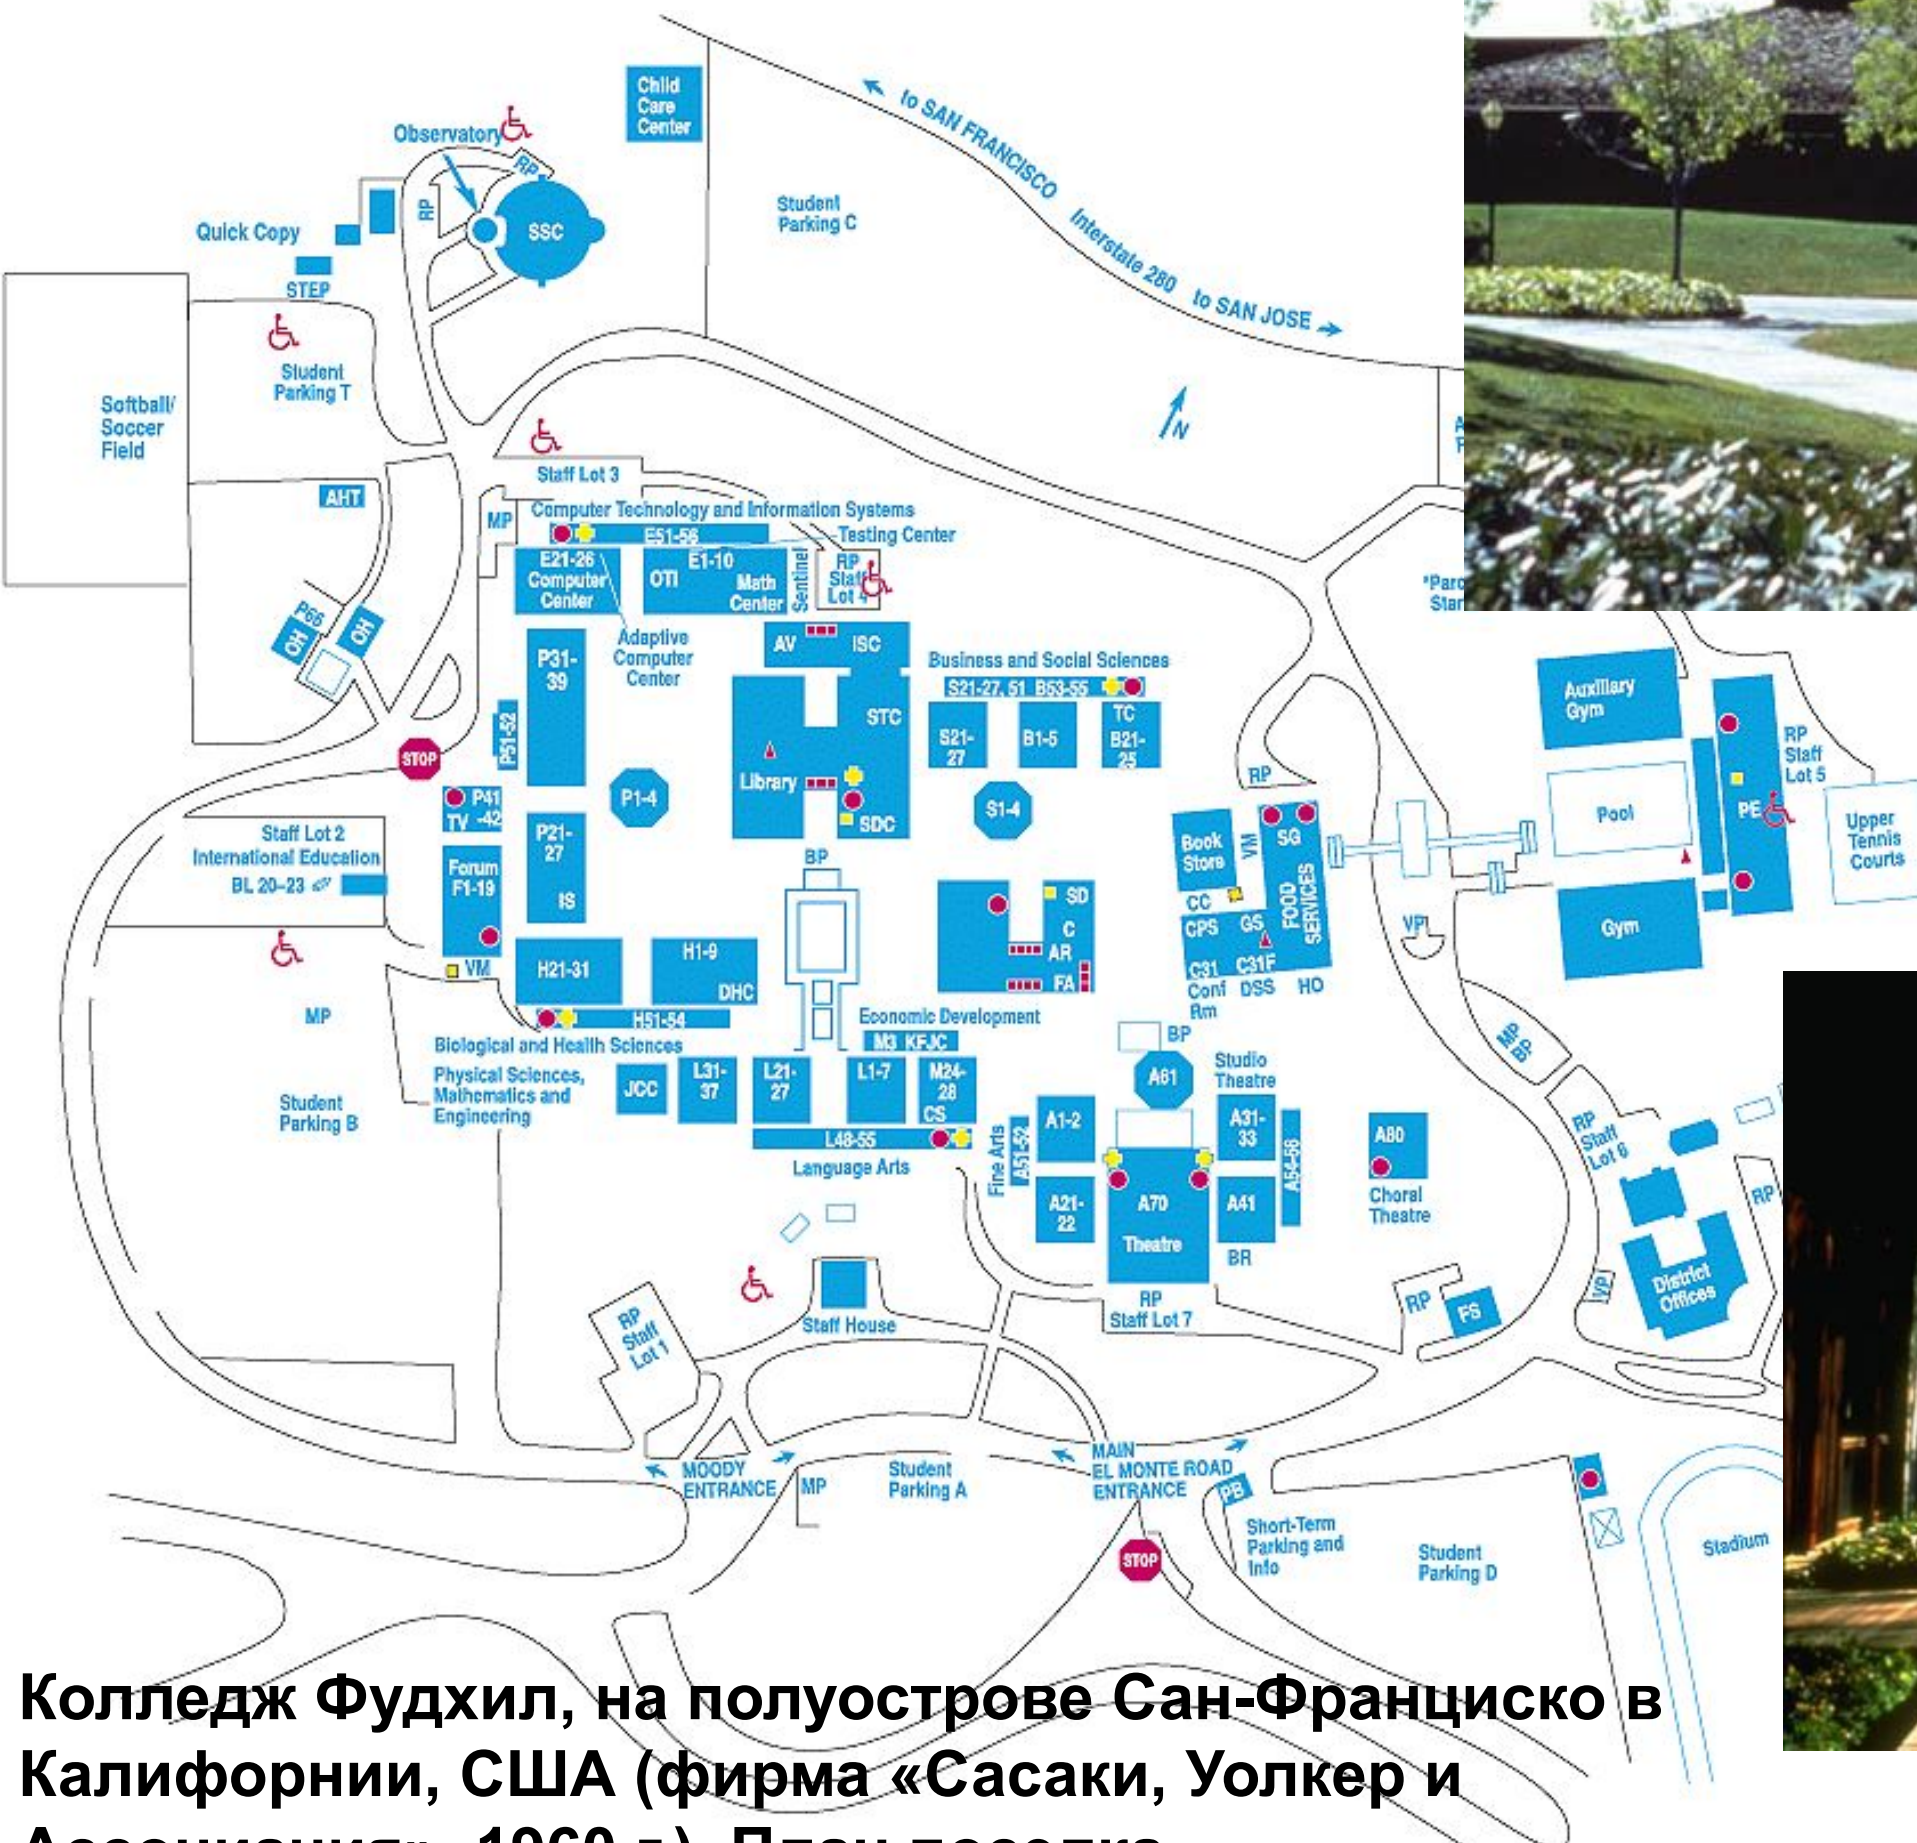 Child
Care
Center
Observatory
RP
RP
SSC
Quick Copy
STEP
to SAN FRANCISCO
Interstate 280
to SAN JOSE
Student
Parking C
N
Student
Parking T
Softball/
Soccer
Field
AHT
Staff Lot 3
MP
Computer Technology and Information Systems
E51-56
Testing Center
E21-26
Computer
Center
E1-10
OTI
Math
Center
Sentinel
RP
Staff
Lot 4
P66
OH
OH
Adaptive
Computer
Center
P31-
39
P51-52
AV
ISC
STC
Library
SDC
Business and Social Sciences
S21-27, 51 B53-55
S21-
27
B1-5
TC
B21-
25
STOP
P41
-42
TV
P1-4
P21-
27
IS
S1-4
Auxiliary
Gym
Pool
Gym
PE
RP
Staff
Lot 5
Upper
Tennis
Courts
RP
Book
Store
VM
SG
FOOD
SERVICES
CC
CPS
GS
C31
C31F
Conf
Rm
DSS
HO
VP
Staff Lot 2
International Education
BL 20-23
Forum
F1-19
VM
BP
SD
C
AR
FA
H21-31
H1-9
DHC
H51-54
MP
Biological and Health Sciences
Physical Sciences,
Mathematics and
Engineering
Economic Development
M3 KFJC
JCC
L31-
37
L21-
27
L1-7
M24-
28
CS
L48-55
Language Arts
Student
Parking B
BP
A61
Studio
Theatre
Fine Arts
A51-52
A1-2
A21-
22
A70
Theatre
A31-
33
A41
A54-58
BR
A80
Choral
Theatre
MP
BP
RP
Staff
Lot 6
RP
District
Offices
VP
RP
FS
Staff House
RP
Staff
Lot 1
RP
Staff Lot 7
MOODY
ENTRANCE
MP
Student
Parking A
MAIN
EL MONTE ROAD
ENTRANCE
PB
Short-Term
Parking and
Info
STOP
Student
Parking D
Stadium
Колледж Фудхил, на полуострове Сан-Франциско в
Калифорнии, США (фирма «Сасаки, Уолкер и